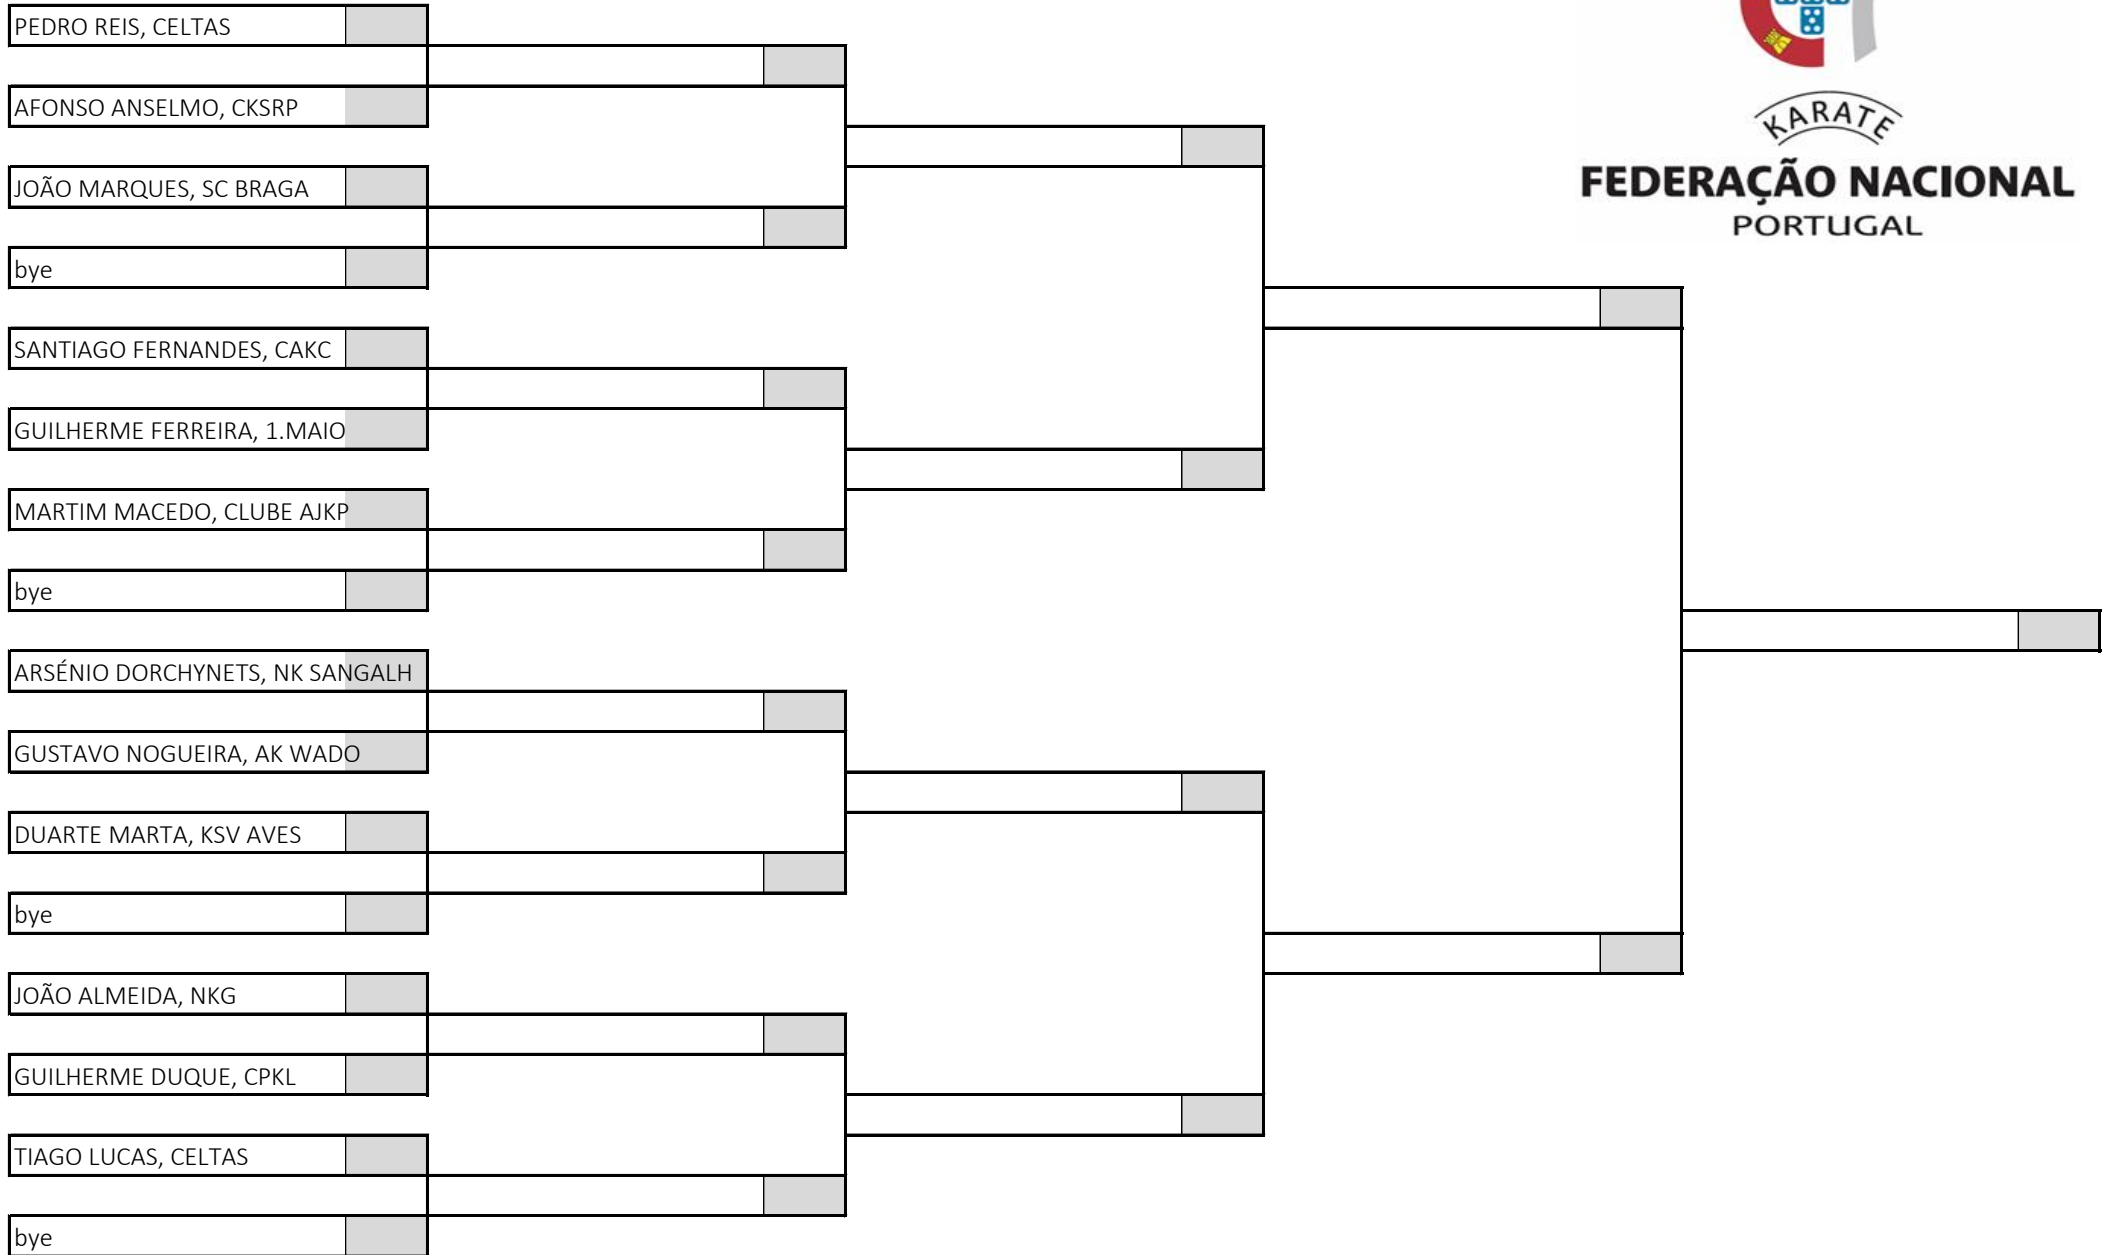 PEDRO REIS, CELTAS
AFONSO ANSELMO, CKSRP
JOÃO MARQUES, SC BRAGA
bye
SANTIAGO FERNANDES, CAKC
GUILHERME FERREIRA, 1.MAIO
MARTIM MACEDO, CLUBE AJKP
bye
ARSÉNIO DORCHYNETS, NK SANGALH
GUSTAVO NOGUEIRA, AK WADO
DUARTE MARTA, KSV AVES
bye
JOÃO ALMEIDA, NKG
GUILHERME DUQUE, CPKL
TIAGO LUCAS, CELTAS
bye
KARATE
FEDERAÇÃO NACIONAL
PORTUGAL